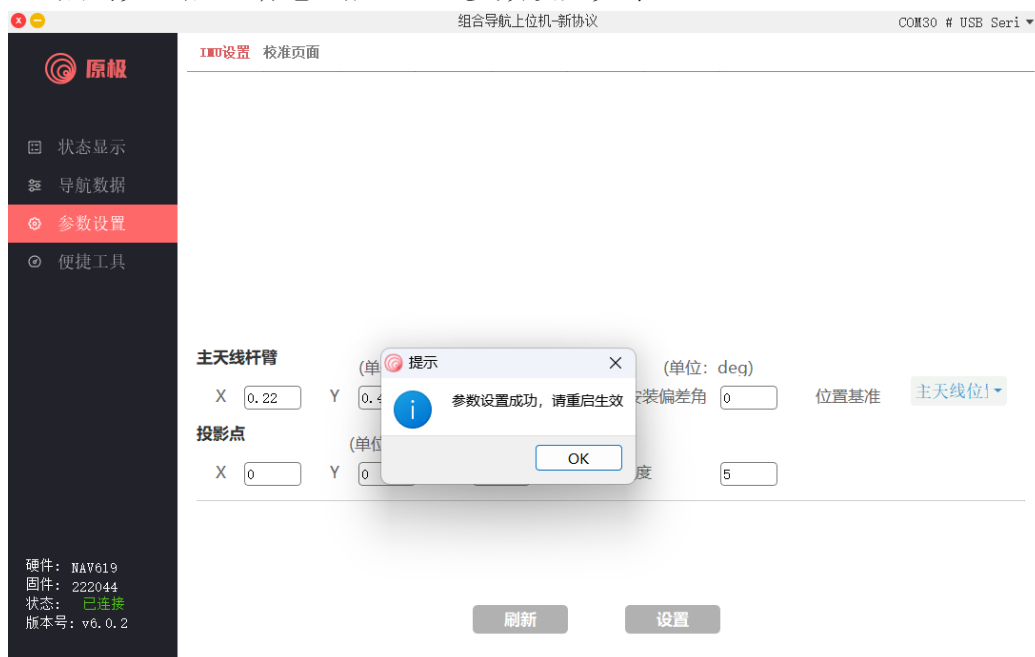 组合导航上位机-新协议
COM30 # USB Seri
原极
IMU设置 校准页面
状态显示
导航数据
参数设置
便捷工具
主天线杆臂
(单
(单位: deg)
X 0.22 Y 0.4
安装偏差角 0 位置基准 主天线位
投影点
(单位
X 0 Y 0
度 5
提示
参数设置成功, 请重启生效
OK
硬件: NAV619
固件: 222044
状态: 已连接
版本号: v6.0.2
刷新 设置